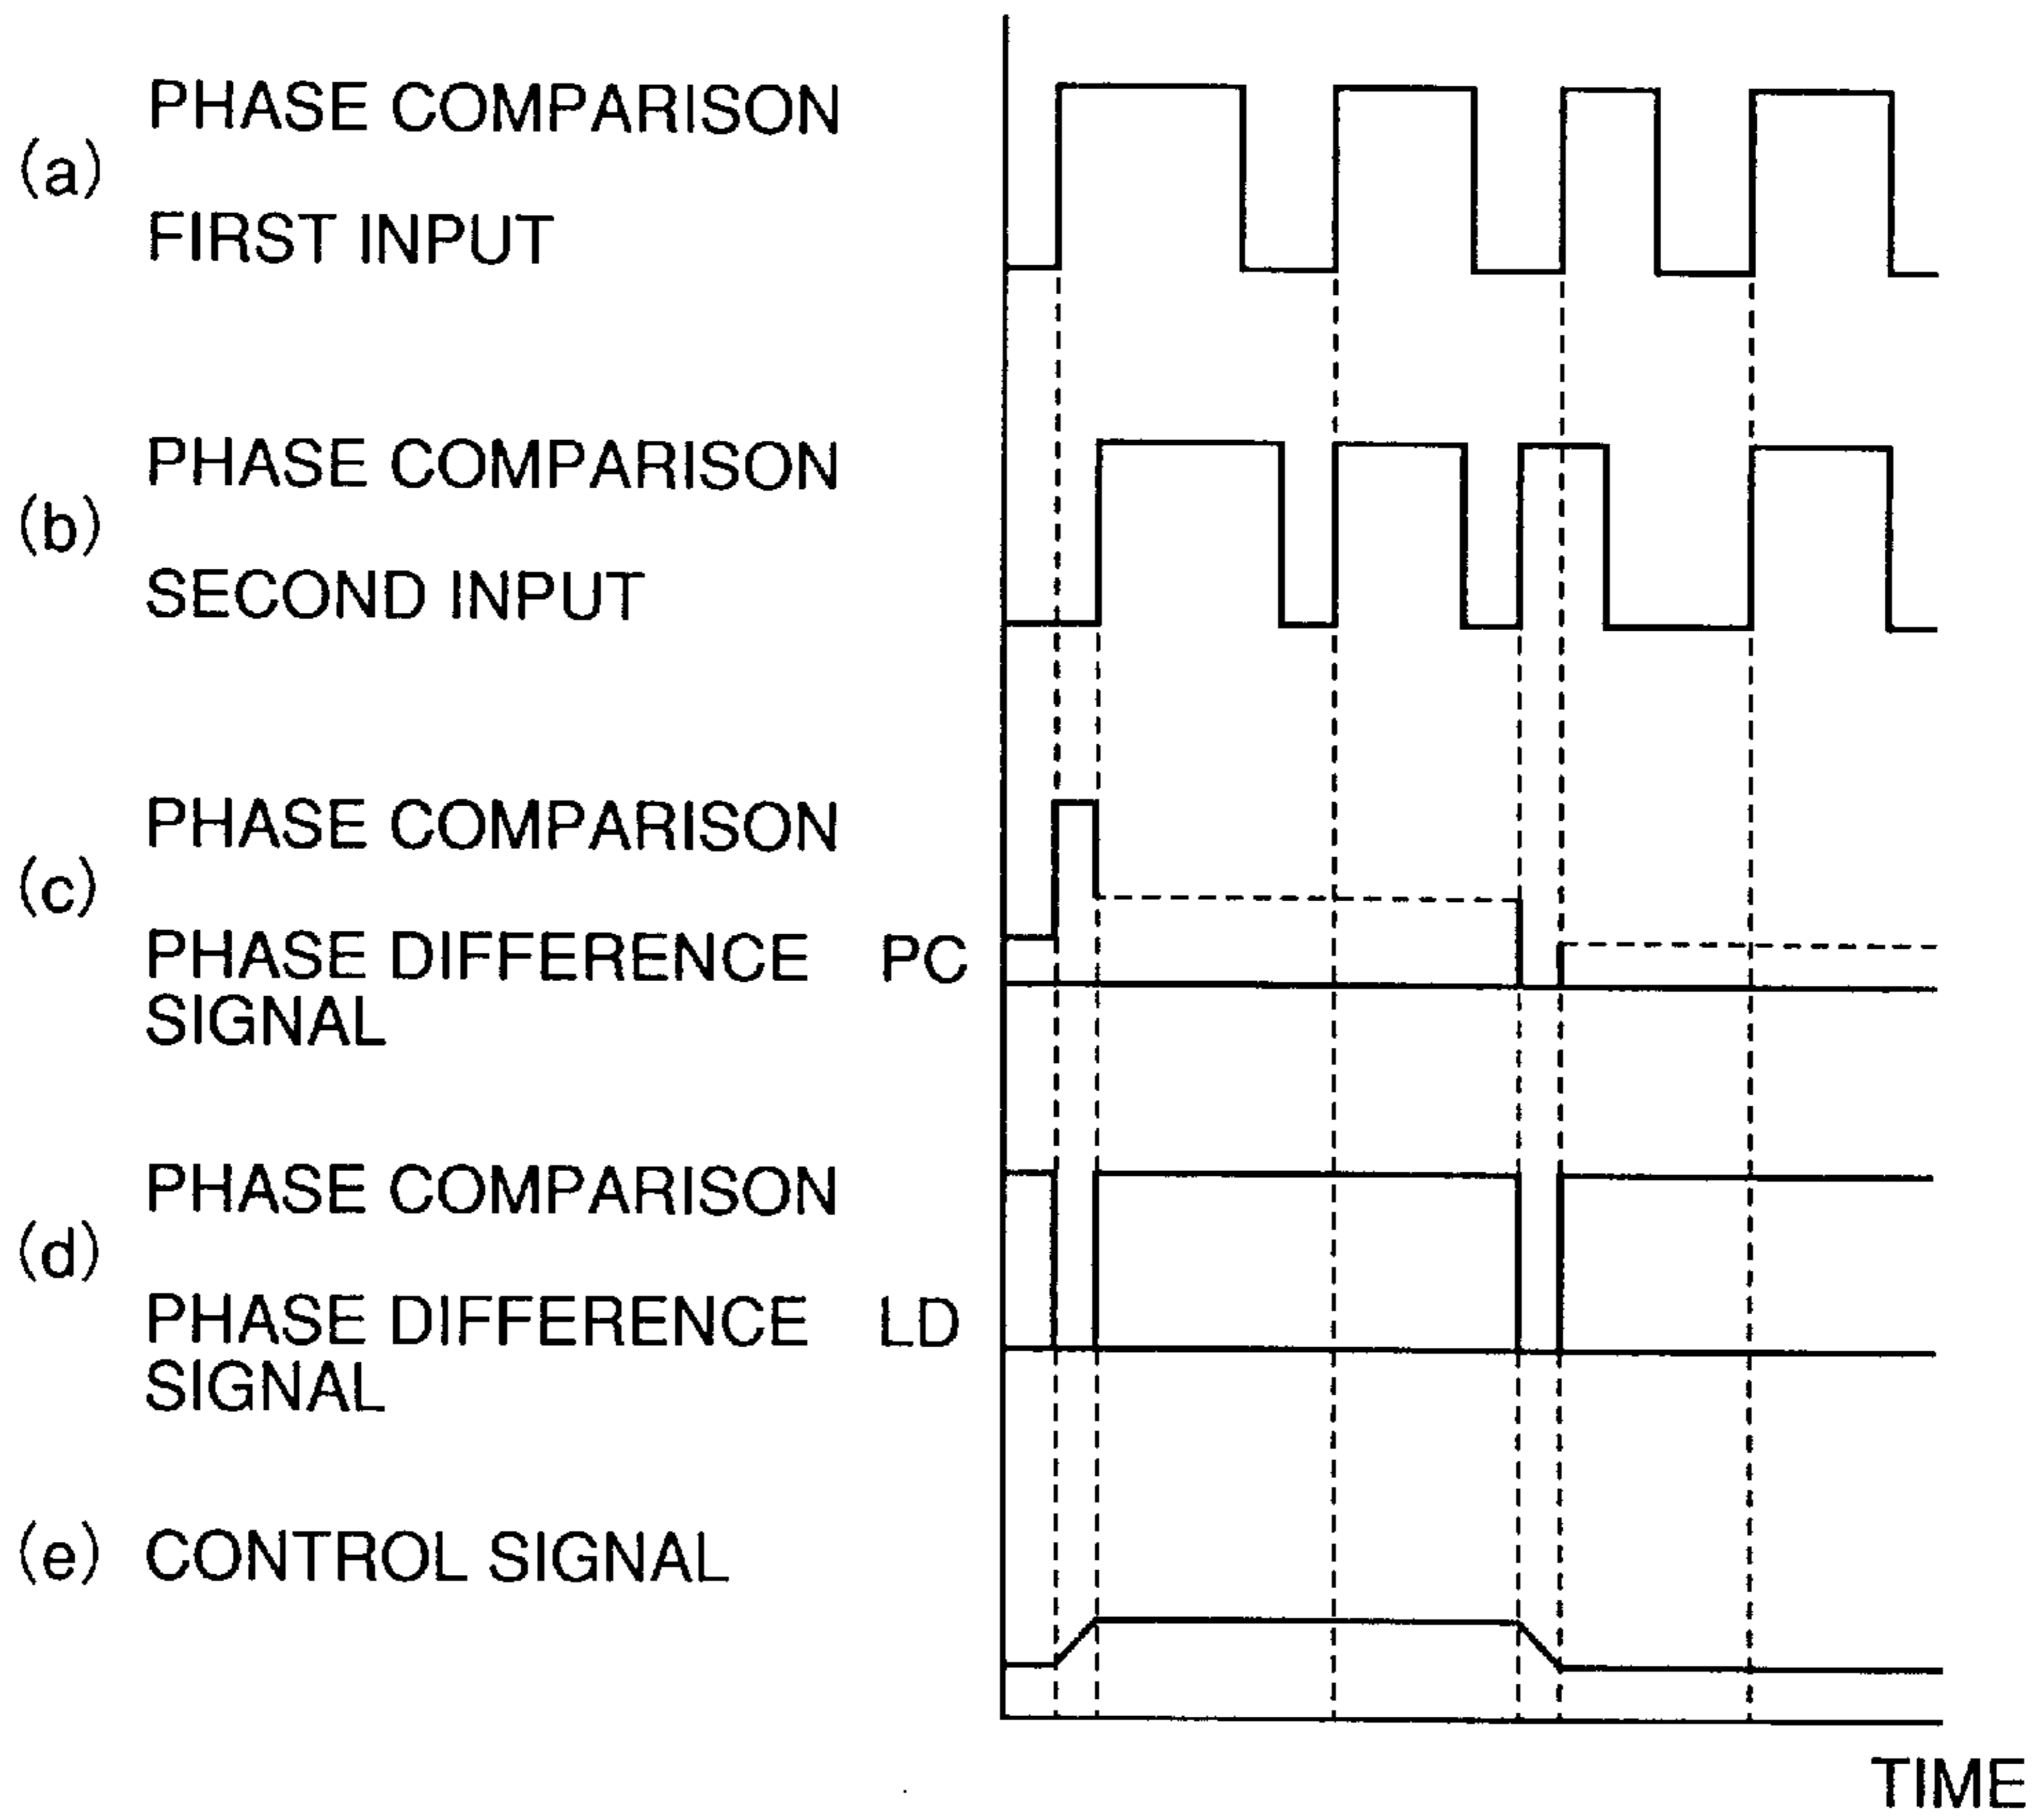 PHASE COMPARISON
(a)
FIRST INPUT
PHASE COMPARISON
(b)
SECOND INPUT
PHASE COMPARISON
(c)
PHASE DIFFERENCE PC
SIGNAL
PHASE COMPARISON
(d)
PHASE DIFFERENCE LD
SIGNAL
(e) CONTROL SIGNAL
TIME